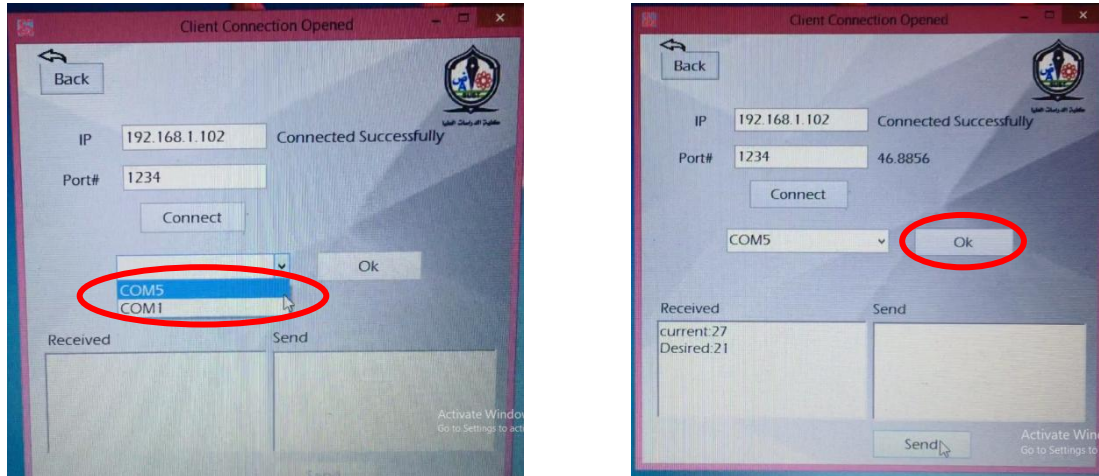 Client Connection Opened
Back
IP 192.168.1.102 Connected Successfully
Port# 1234
Connect
Ok
COM5
COM1
Received Send
Activate Windo
Go to Settings to acti
Send
Client Connection Opened
Back
IP 192.168.1.102 Connected Successfully
Port# 1234 46.8856
Connect
COM5 Ok
Received Send
current:27
Desired:21
Send
Activate Win
Go to Settings to